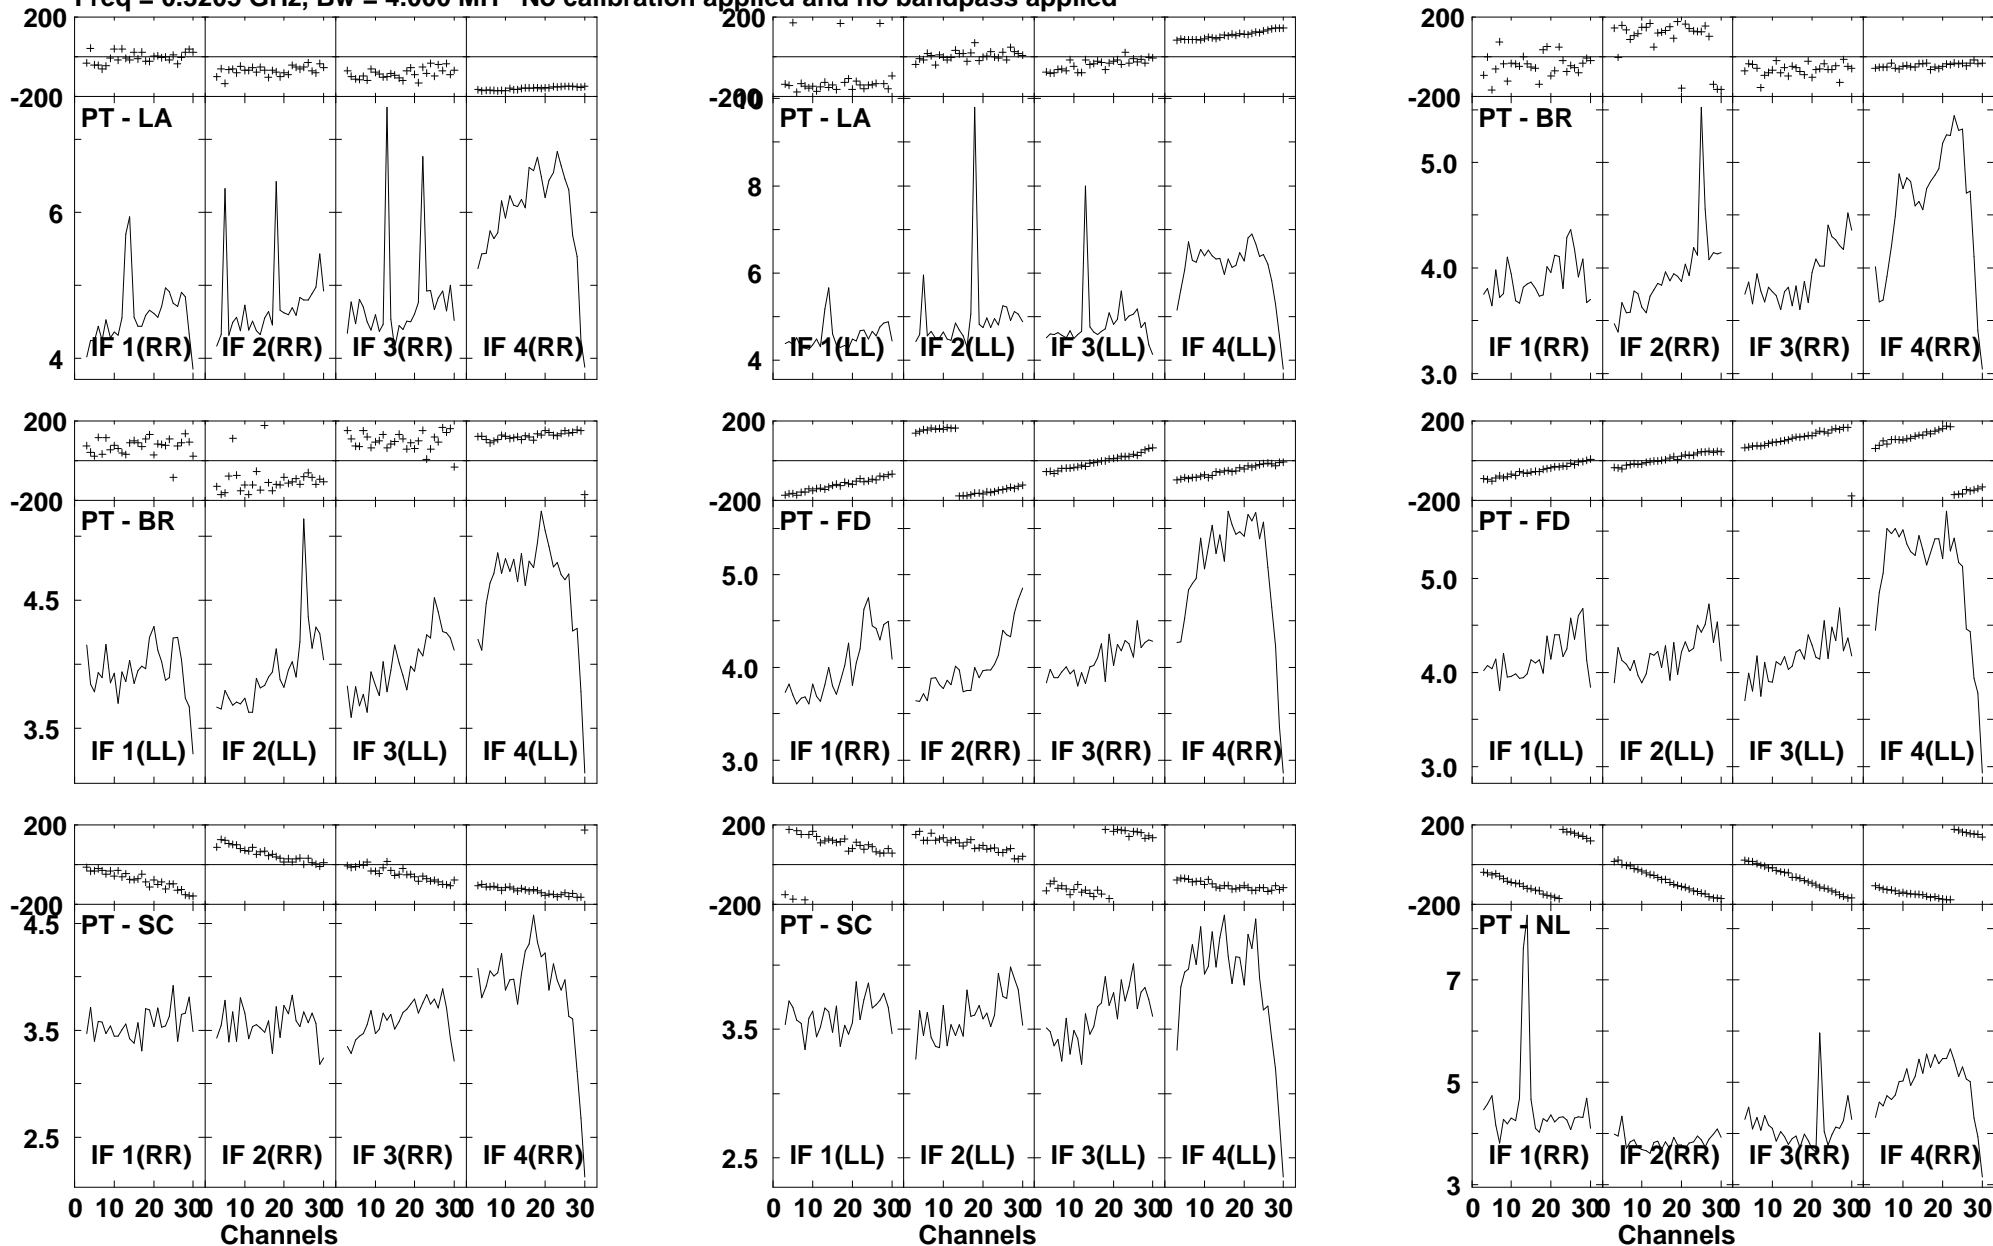 Freq = 0.3265 GHz, Bw = 4.000 MH No calibration applied and no bandpass applied
200
-200
PT - LA
6
4
IF 1(RR) IF 2(RR) IF 3(RR) IF 4(RR)
200
-200
10
PT - LA
8
6
4
IF 1(LL) IF 2(LL) IF 3(LL) IF 4(LL)
200
-200
PT - BR
5.0
4.0
3.0
IF 1(RR) IF 2(RR) IF 3(RR) IF 4(RR)
200
-200
PT - BR
4.5
3.5
IF 1(LL) IF 2(LL) IF 3(LL) IF 4(LL)
200
-200
PT - FD
5.0
4.0
3.0
IF 1(RR) IF 2(RR) IF 3(RR) IF 4(RR)
200
-200
PT - FD
5.0
4.0
3.0
IF 1(LL) IF 2(LL) IF 3(LL) IF 4(LL)
200
-200
4.5
PT - SC
3.5
2.5
IF 1(RR) IF 2(RR) IF 3(RR) IF 4(RR)
0 10 20 30 0 10 20 30 0 10 20 30 0 10 20 30
Channels
200
-200
PT - SC
3.5
2.5
IF 1(LL) IF 2(LL) IF 3(LL) IF 4(LL)
0 10 20 30 0 10 20 30 0 10 20 30 0 10 20 30
Channels
200
-200
PT - NL
7
5
3
IF 1(RR) IF 2(RR) IF 3(RR) IF 4(RR)
0 10 20 30 0 10 20 30 0 10 20 30 0 10 20 30
Channels